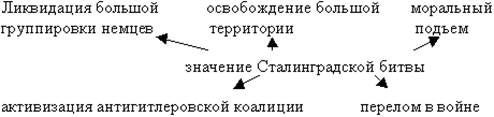 Ликвидация большой освобождение большой моральный
группировки немцев территории подъем
значение Сталинградской битвы
активизация антигитлеровской коалиции перелом в войне